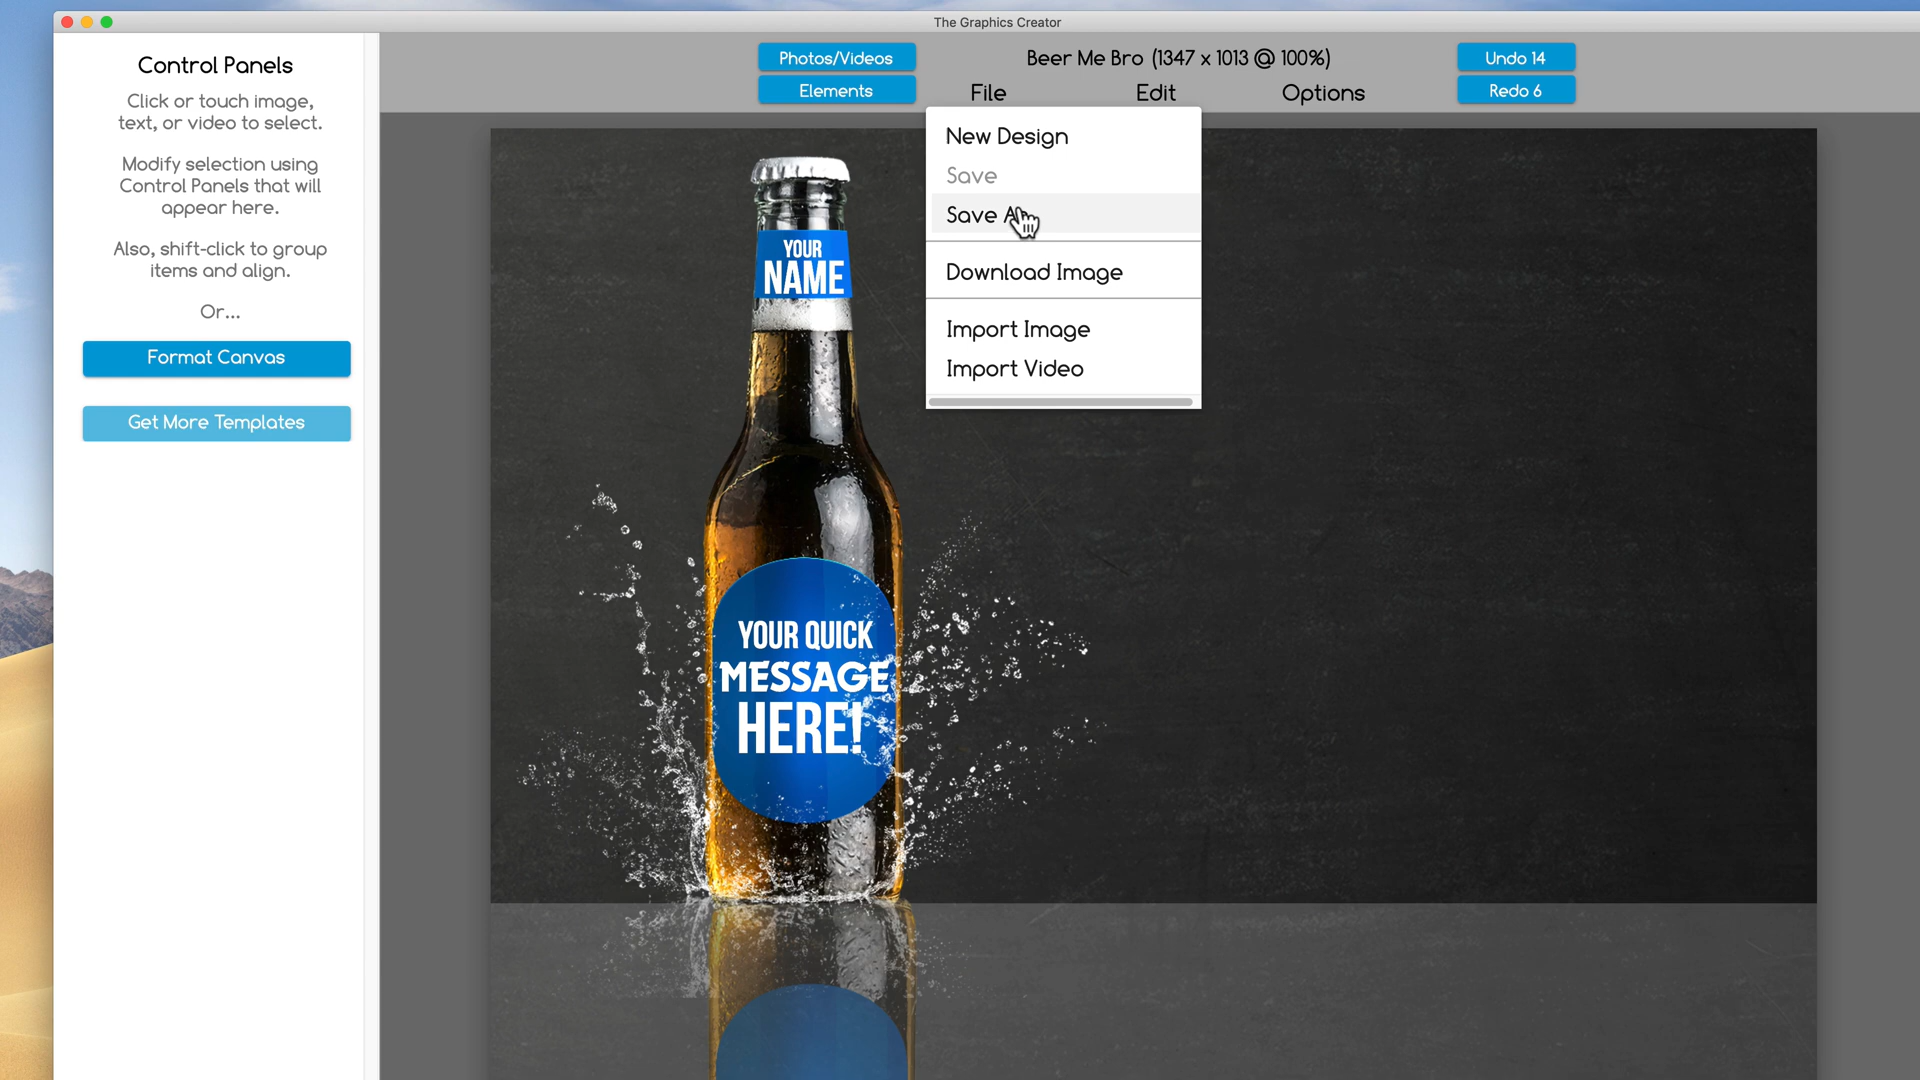 The Graphics Creator
Control Panels
Click or touch image,
text, or video to select.
Modify selection using
Control Panels that will
appear here.
Also, shift-click to group
items and align.
Or...
Format Canvas
Get More Templates
Photos/Videos
Elements
Beer Me Bro (1347 x 1013 @ 100%)
File
Edit
Options
Undo 14
Redo 6
New Design
Save
Save
Download Image
Import Image
Import Video
YOUR
NAME
YOUR QUICK
MESSAGE
HERE!